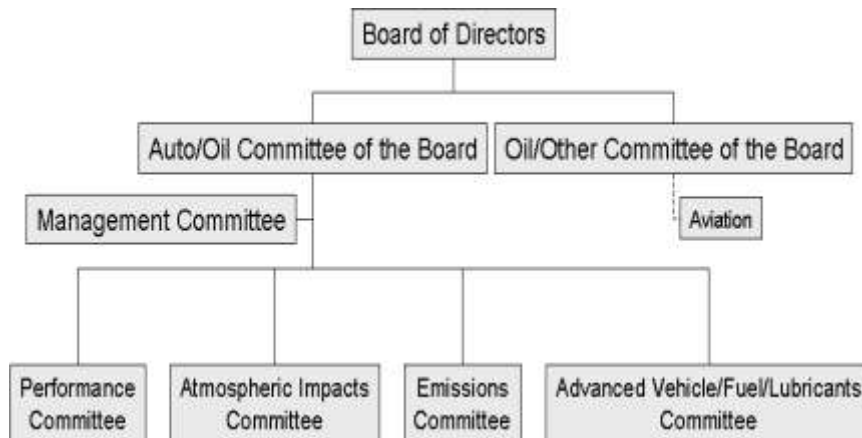 Board of Directors
Auto/Oil Committee of the Board
Oil/Other Committee of the Board
Management Committee
Aviation
Performance
Committee
Atmospheric Impacts
Committee
Emissions
Committee
Advanced Vehicle/Fuel/Lubricants
Committee